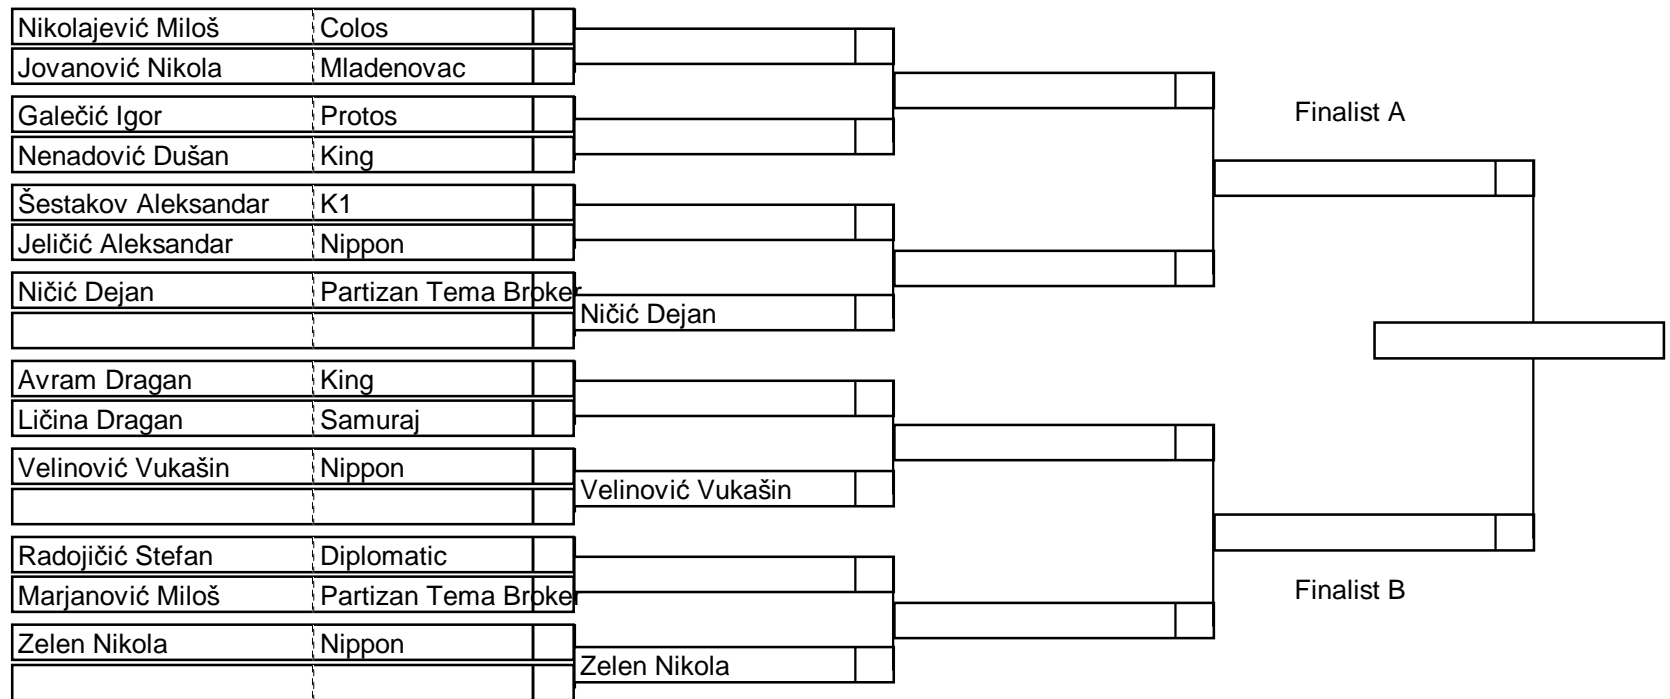 Nikolajević Miloš Colos
Jovanović Nikola Mladenovac
Galečić Igor Protos
Finalist A
Nenadović Dušan King
Šestakov Aleksandar K1
Jeličić Aleksandar Nippon
Ničić Dejan Partizan Tema Broker
Ničić Dejan
Avram Dragan King
Ličina Dragan Samuraj
Velinović Vukašin Nippon
Velinović Vukašin
Radojičić Stefan Diplomatic
Marjanović Miloš Partizan Tema Broker
Finalist B
Zelen Nikola Nippon
Zelen Nikola